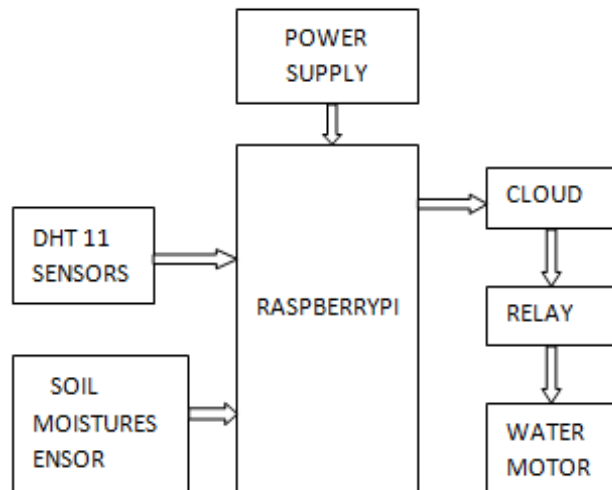 POWER
SUPPLY
CLOUD
DHT 11
SENSORS
RASPBERRYPI
RELAY
SOIL
MOISTURES
ENSOR
WATER
MOTOR